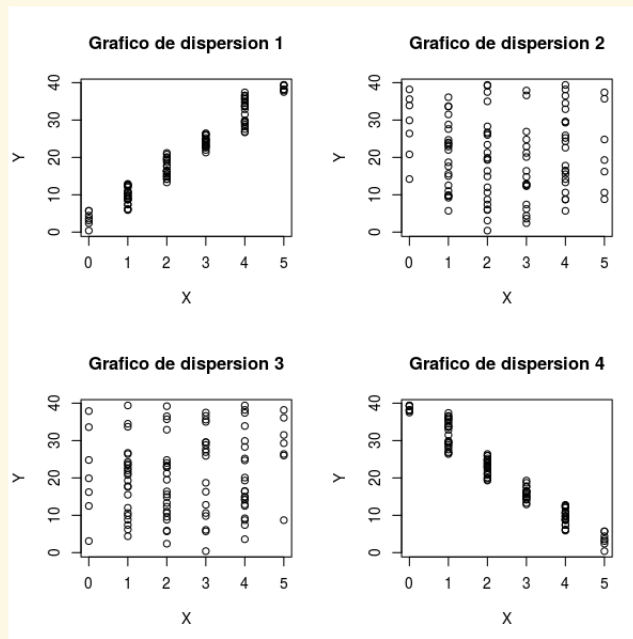 Grafico de dispersion 1
Y
0 10 20 30 40
0 1 2 3 4 5
X
Grafico de dispersion 2
Y
0 10 20 30 40
0 1 2 3 4 5
X
Grafico de dispersion 3
Y
0 10 20 30 40
0 1 2 3 4 5
X
Grafico de dispersion 4
Y
0 10 20 30 40
0 1 2 3 4 5
X